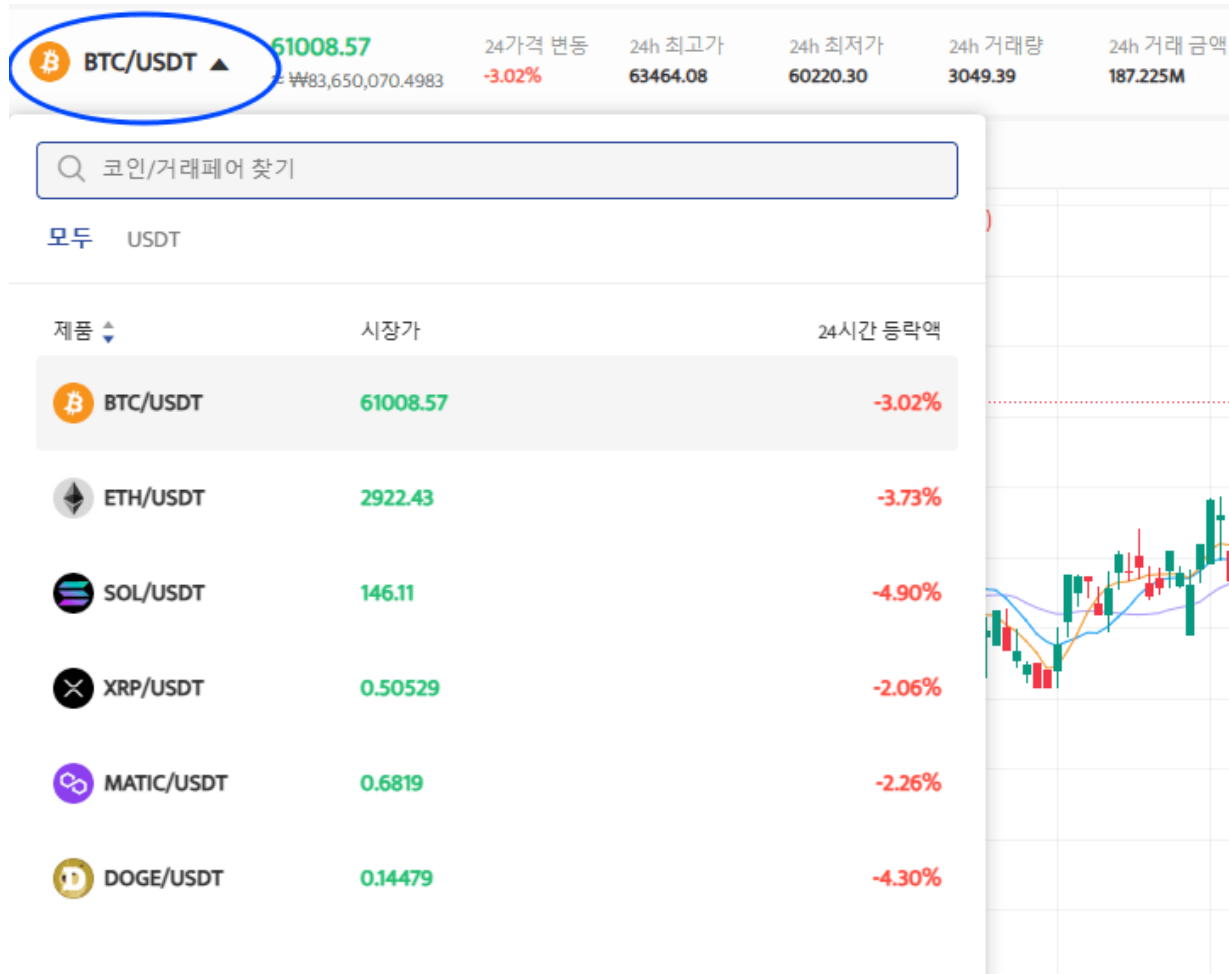 BTC/USDT ▲ 61008.57 24가격 변동 24h 최고가 24h 최저가 24h 거래량 24h 거래 금액
≈ ₩83,650,070.4983 -3.02% 63464.08 60220.30 3049.39 187.225M
코인/거래페어 찾기
모두 USDT
제품 시장가 24시간 등락액
BTC/USDT 61008.57 -3.02%
ETH/USDT 2922.43 -3.73%
SOL/USDT 146.11 -4.90%
XRP/USDT 0.50529 -2.06%
MATIC/USDT 0.6819 -2.26%
DOGE/USDT 0.14479 -4.30%